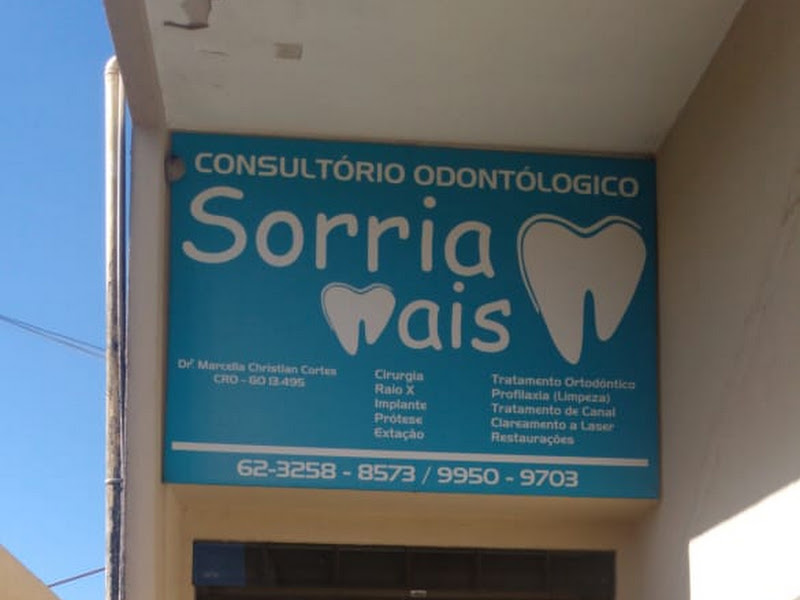 CONSULTÓRIO ODONTÓLOGICO
Sorria
mais
Drª Marcella Christian Cortes
CRO - GO 13.495
Cirurgia
Raio X
Implante
Prótese
Extação
Tratamento Ortodôntico
Profilaxia (Limpeza)
Tratamento de Canal
Clareamento a Laser
Restaurações
62-3258 - 8573 / 9950 - 9703